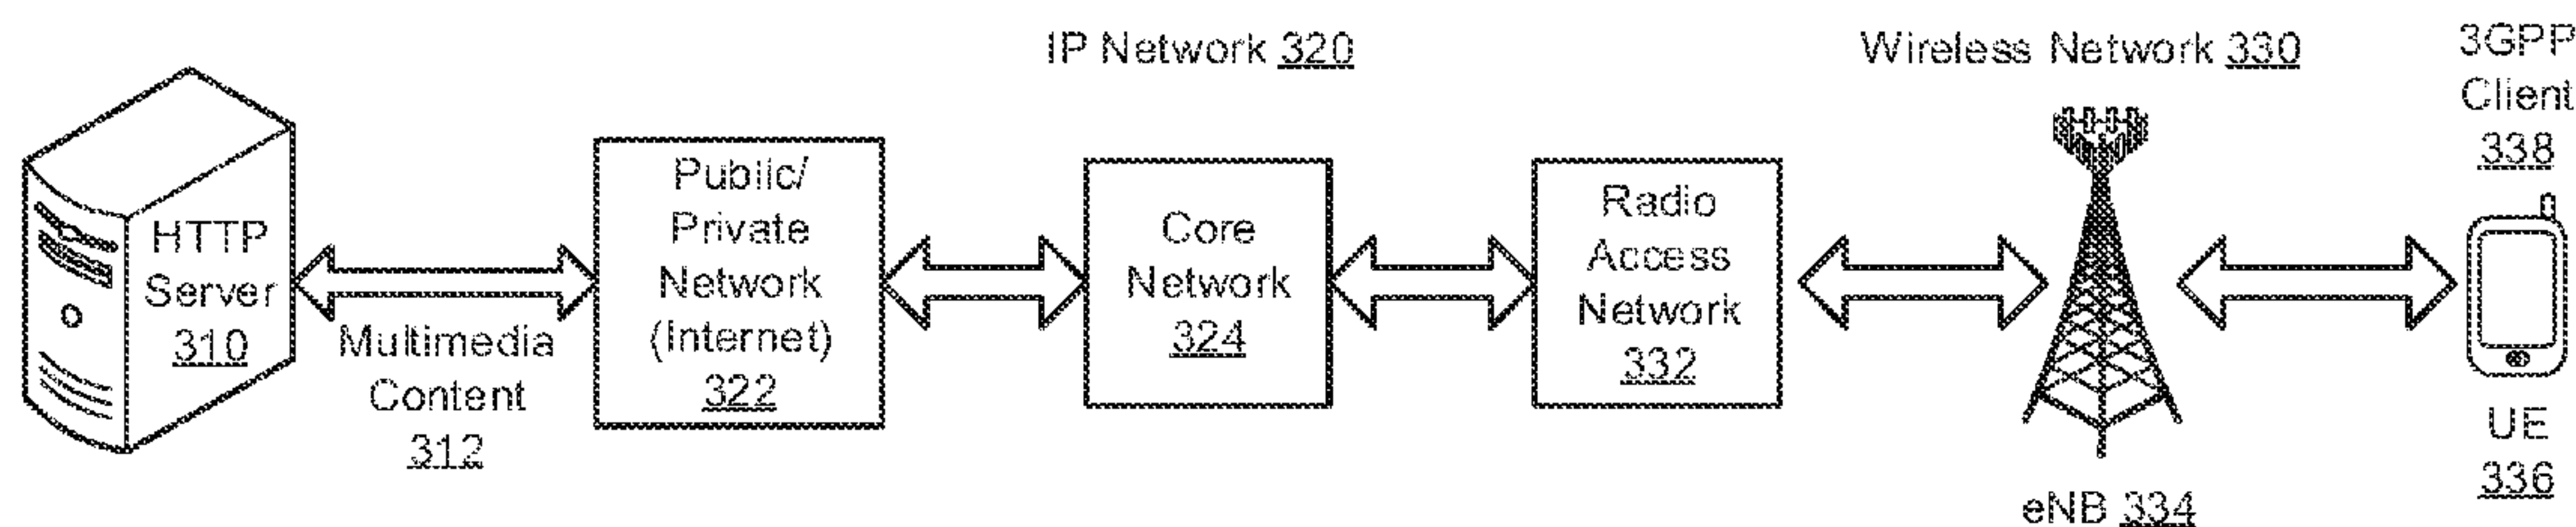 IP Network 320
Wireless Network 330
3GPP
Client
338
HTTP
Server
310
Multimedia
Content
312
Public/
Private
Network
(Internet)
322
Core
Network
324
Radio
Access
Network
332
eNB 334
UE
336